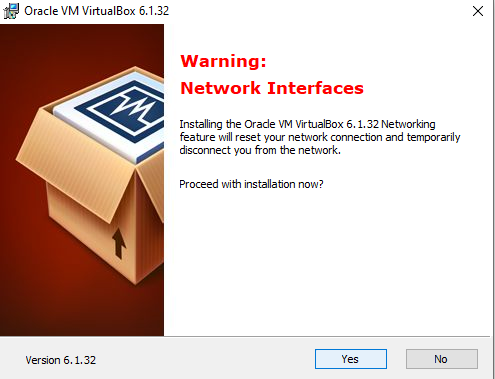 Oracle VM VirtualBox 6.1.32
Warning:
Network Interfaces
Installing the Oracle VM VirtualBox 6.1.32 Networking
feature will reset your network connection and temporarily
disconnect you from the network.
Proceed with installation now?
Version 6.1.32
Yes
No